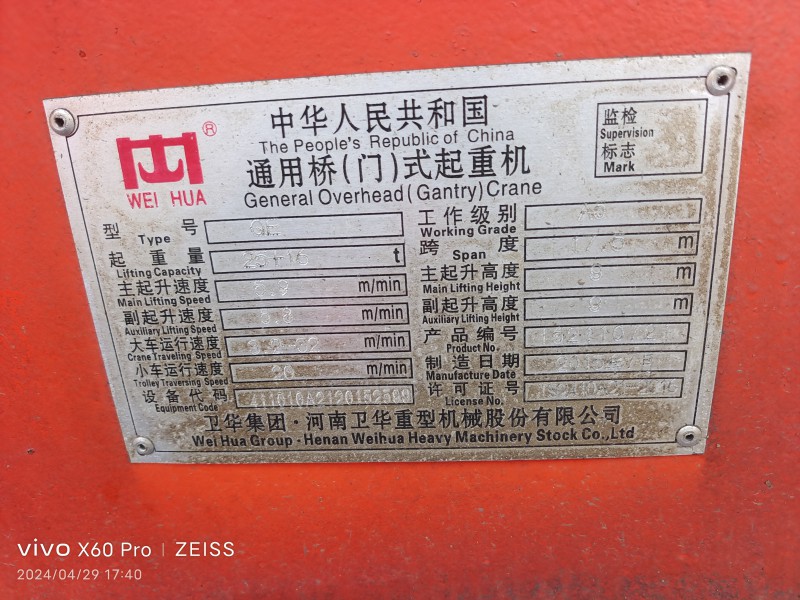 中华人民共和国
The People's Republic of China
通用桥(门)式起重机
General Overhead(Gantry)Crane
WEI HUA ®
监检
Supervision
标志
Mark
型 号
Type
起 重 量 t
Lifting Capacity
主起升速度 m/min
Main Lifting Speed
副起升速度 m/min
Auxiliary Lifting Speed
大车运行速度 m/min
Crane Traveling Speed
小车运行速度 20 m/min
Trolley Traversing Speed
设 备 代 码
Equipment Code
工 作 级 别
Working Grade
跨 度 m
Span
主起升高度 m
Main Lifting Height
副起升高度 m
Auxiliary Lifting Height
产 品 编 号
Product No.
制 造 日 期
Manufacture Date
许 可 证 号
License No.
卫华集团·河南卫华重型机械股份有限公司
Wei Hua Group·Henan Weihua Heavy Machinery Stock Co.,Ltd
vivo X60 Pro | ZEISS
2024/04/29 17:40